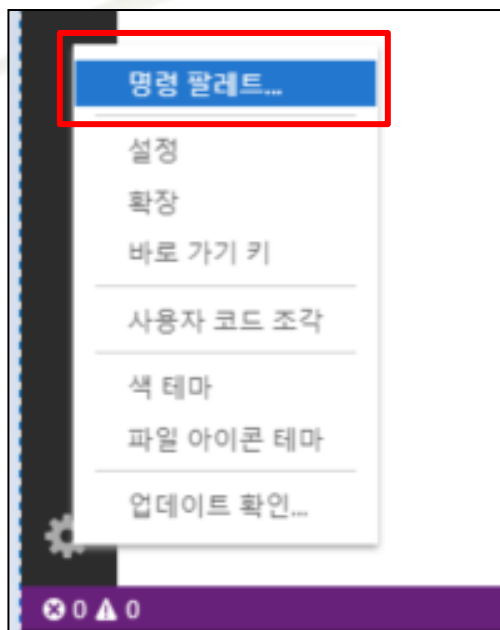 명령 팔레트...
설정
확장
바로 가기 키
사용자 코드 조각
색 테마
파일 아이콘 테마
업데이트 확인...
0 0